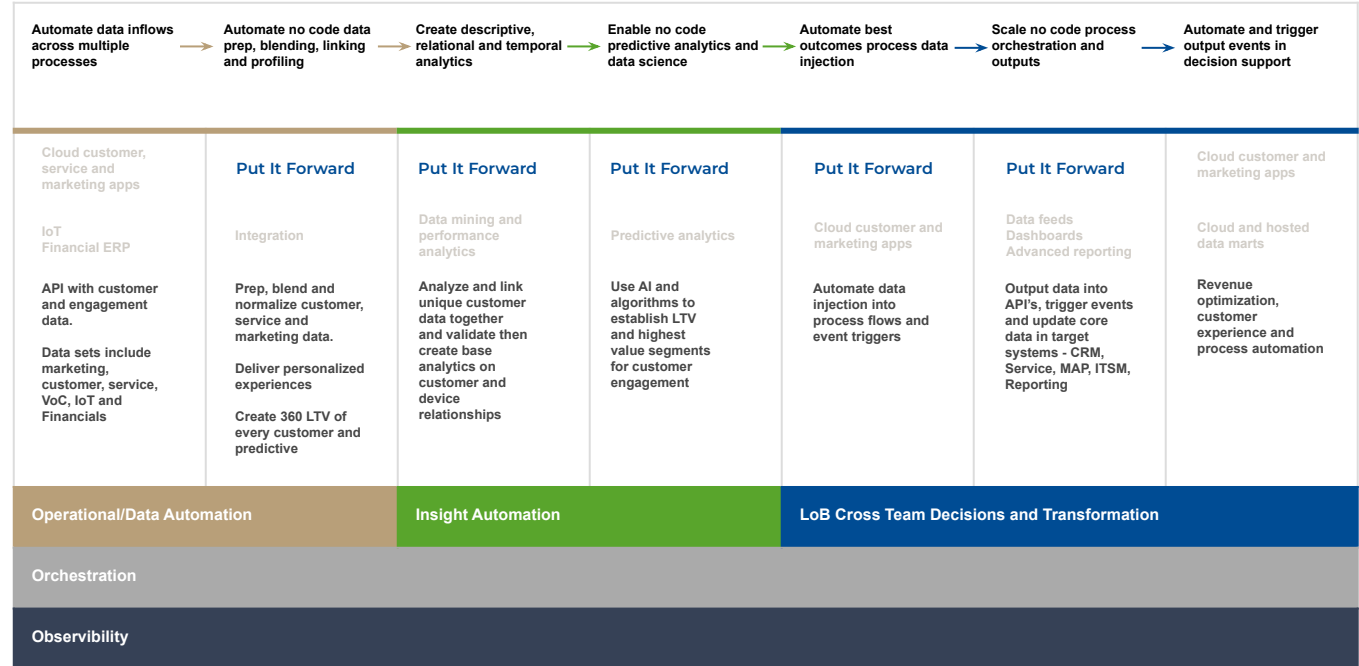 Automate data inflows
across multiple
processes
Automate no code data
prep, blending, linking
and profiling
Create descriptive,
relational and temporal
analytics
Enable no code
predictive analytics and
data science
Automate best
outcomes process data
injection
Scale no code process
orchestration and
outputs
Automate and trigger
output events in
decision support
Cloud customer,
service and
marketing apps
IoT
Financial ERP
API with customer
and engagement
data.
Data sets include
marketing,
customer, service,
VoC, IoT and
Financials
Put It Forward
Integration
Prep, blend and
normalize customer,
service and
marketing data.
Deliver personalized
experiences
Create 360 LTV of
every customer and
predictive
Put It Forward
Data mining and
performance
analytics
Analyze and link
unique customer
data together
and validate then
create base
analytics on
customer and
device
relationships
Put It Forward
Predictive analytics
Use AI and
algorithms to
establish LTV
and highest
value segments
for customer
engagement
Put It Forward
Cloud customer and
marketing apps
Automate data
injection into
process flows and
event triggers
Put It Forward
Data feeds
Dashboards
Advanced reporting
Output data into
API's, trigger events
and update core
data in target
systems - CRM,
Service, MAP, ITSM,
Reporting
Cloud customer and
marketing apps
Cloud and hosted
data marts
Revenue
optimization,
customer
experience and
process automation
Operational/Data Automation
Insight Automation
LoB Cross Team Decisions and Transformation
Orchestration
Observibility